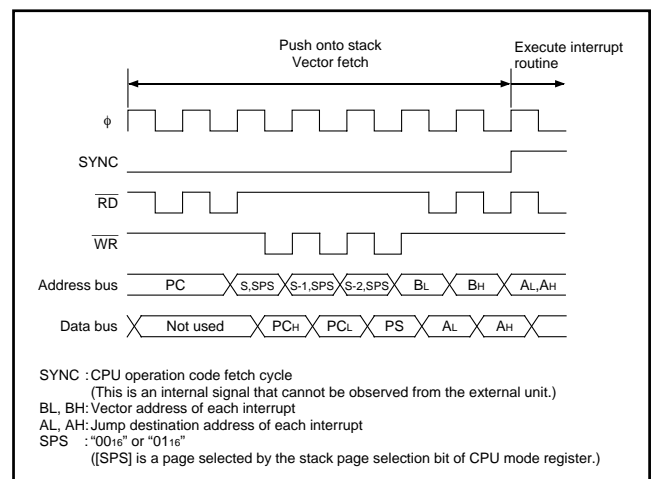 Push onto stack
Vector fetch
Execute interrupt
routine
ϕ
SYNC
RD
WR
Address bus PC S,SPS S-1,SPS S-2,SPS BL BH AL,AH
Data bus Not used PCH PCL PS AL AH
SYNC : CPU operation code fetch cycle
(This is an internal signal that cannot be observed from the external unit.)
BL, BH: Vector address of each interrupt
AL, AH: Jump destination address of each interrupt
SPS : “0016” or “0116”
([SPS] is a page selected by the stack page selection bit of CPU mode register.)